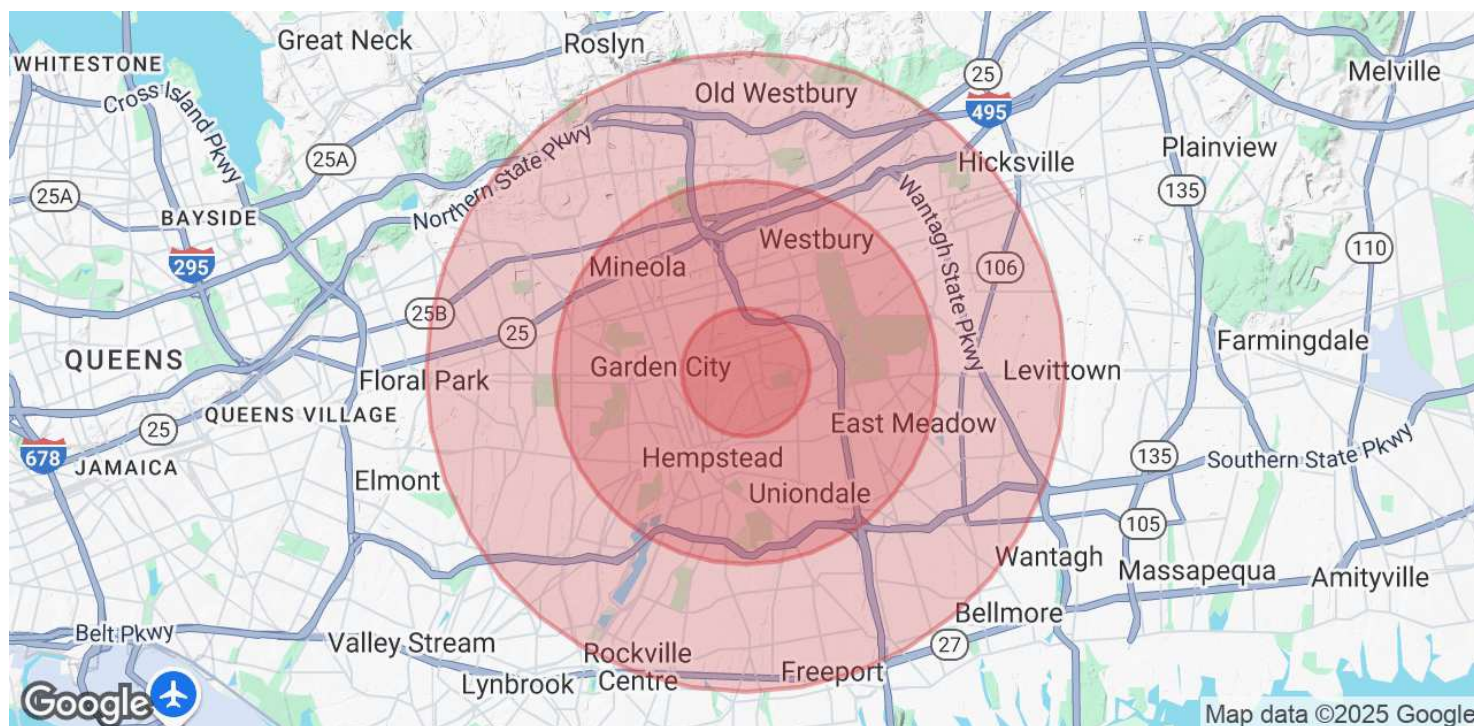 Great Neck
Roslyn
WHITESTONE
Cross Island Pkwy
Old Westbury
25
495
Melville
25A
Hicksville
Plainview
25A
BAYSIDE
Northern State Pkwy
135
295
Westbury
Wantagh State Pkwy
110
Mineola
106
25B
25
QUEENS
Garden City
Floral Park
Levittown
Farmingdale
QUEENS VILLAGE
25
East Meadow
678
JAMAICA
Hempstead
135
Southern State Pkwy
Elmont
Uniondale
105
Wantagh
Massapequa
Amityville
Bellmore
Belt Pkwy
Valley Stream
27
Rockville
Centre
Freeport
Lynbrook
Google
Map data ©2025 Google